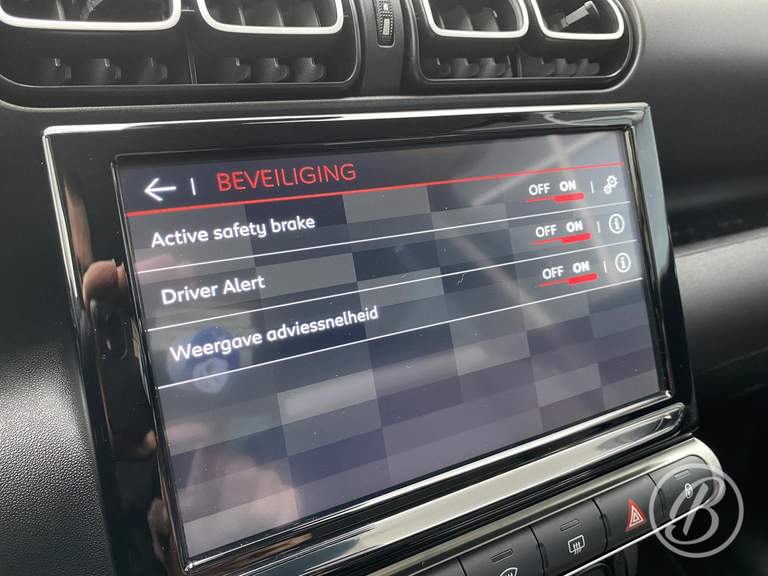 BEVEILIGING
Active safety brake OFF ON
Driver Alert OFF ON
Weergave adviessnelheid OFF ON
B